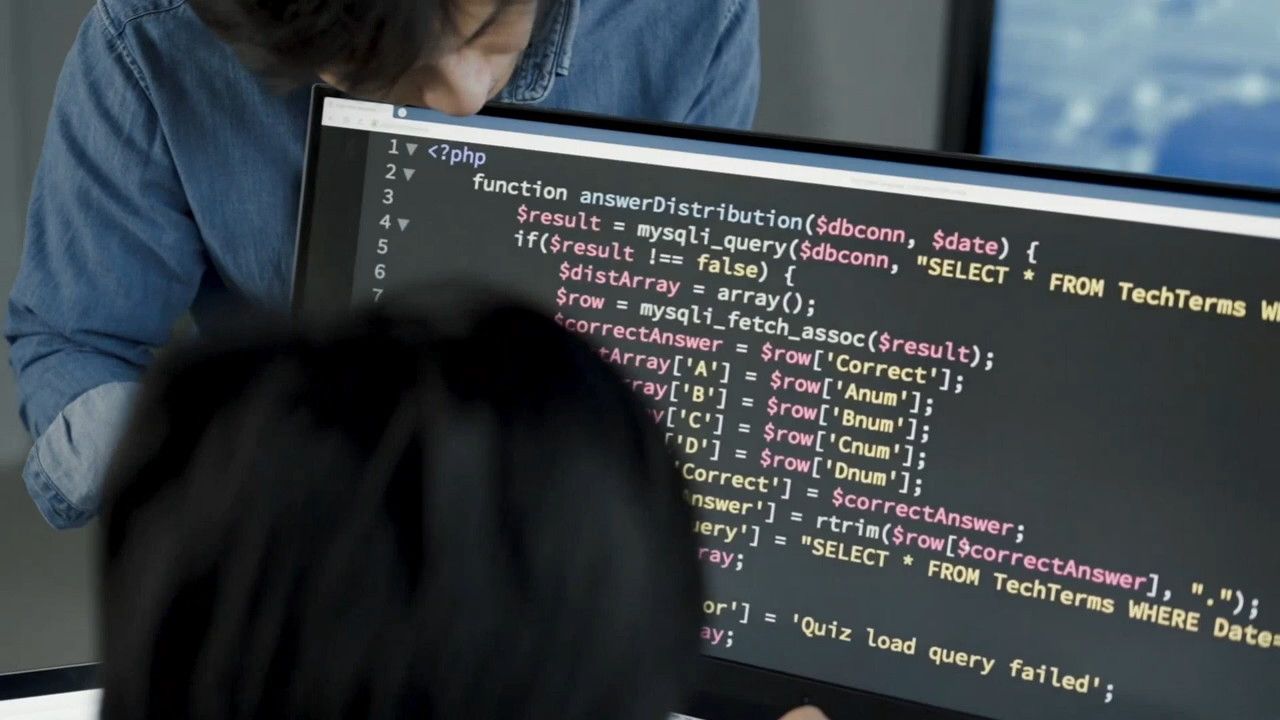 1 <?php
2 function answerDistribution($dbconn, $date) {
3 $result = mysqli_query($dbconn, "SELECT * FROM TechTerms
4 if($result !== false) {
5 $distArray = array();
6 $row = mysqli_fetch_assoc($result);
7 $correctAnswer = $row['Correct'];
tArray['A'] = $row['Anum'];
ray['B'] = $row['Bnum'];
y['C'] = $row['Cnum'];
['D'] = $row['Dnum'];
'Correct'] = $correctAnswer;
nswer'] = rtrim($row[$correctAnswer], ".");
uery'] = "SELECT * FROM TechTerms WHERE Date=
ray;
or'] = 'Quiz load query failed';
ay;